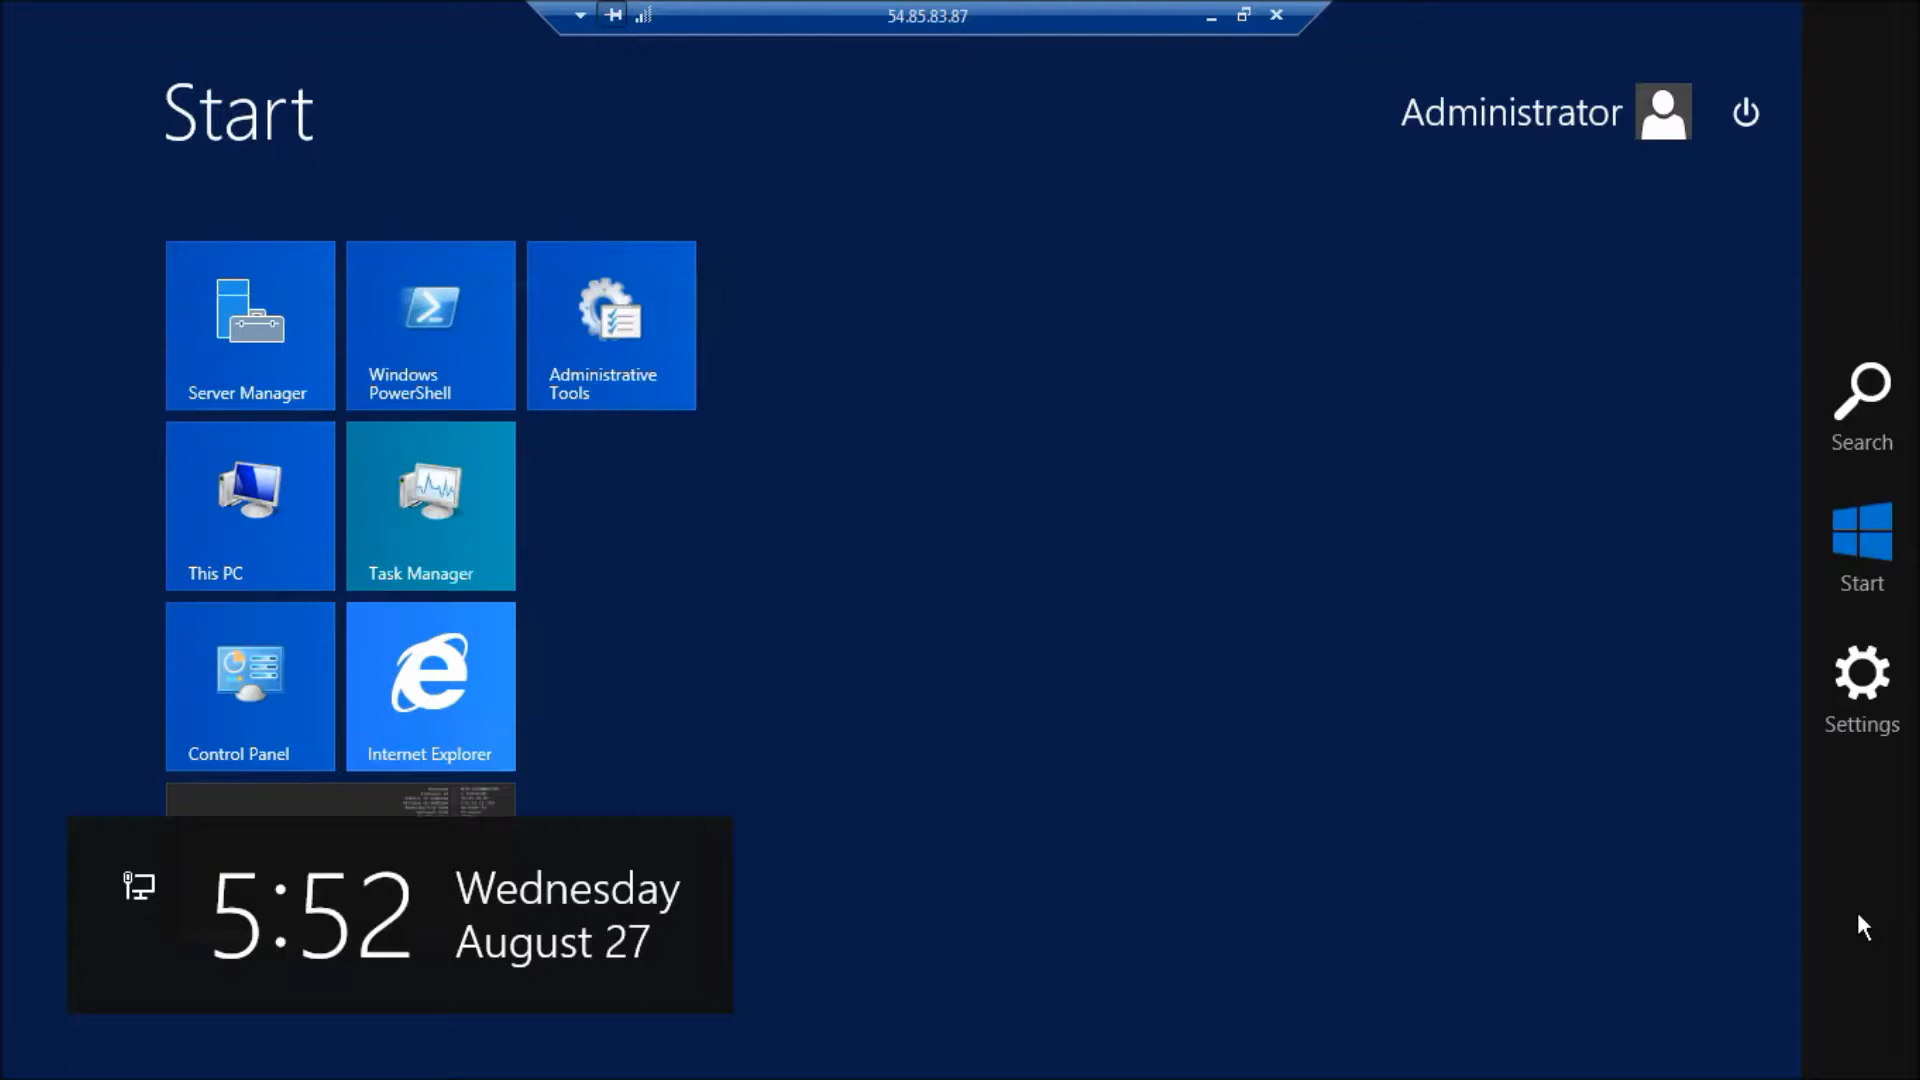 54.85.83.87
Start
Administrator
Server Manager
Windows
PowerShell
Administrative
Tools
This PC
Task Manager
Control Panel
Internet Explorer
Search
Start
Settings
5:52
Wednesday
August 27